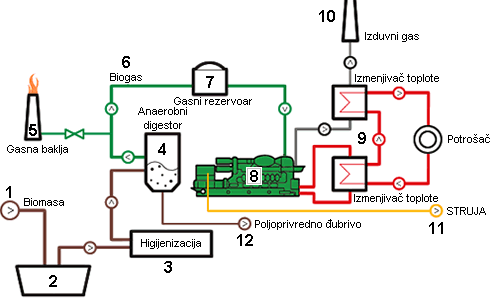 10
Izduvni gas
6
Biogas
7
Gasni rezervoar
Izmenjivač toplote
Anaerobni
digestor
5
4
9
Potrošač
Gasna baklja
8
1
Biomasa
Izmenjivač toplote
STRUJA
11
Poljoprivredno đubrivo
12
Higijenizacija
3
2